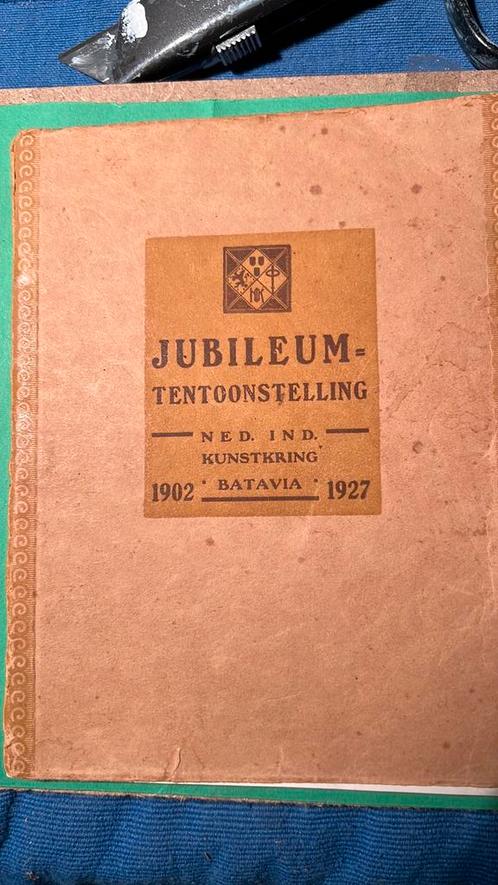 JUBILEUM=
TENTOONSTELLING
NED. IND.
KUNSTKRING
1902 • BATAVIA • 1927